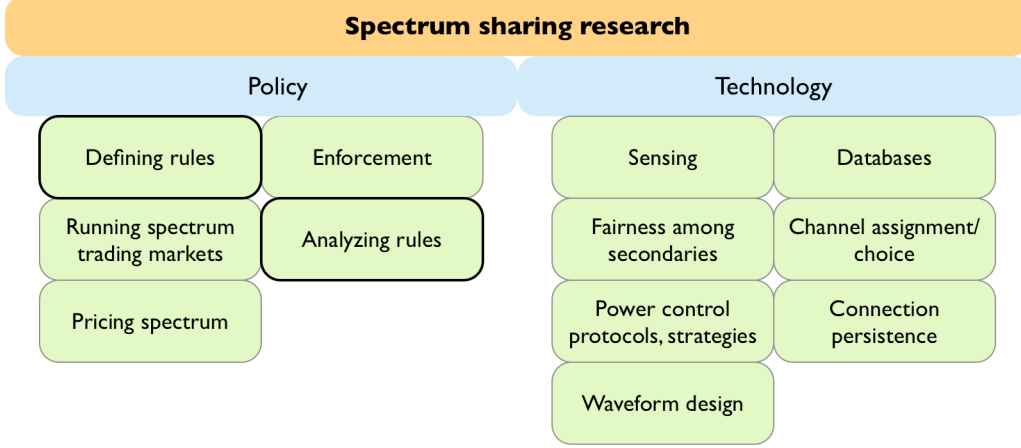 Spectrum sharing research
Policy
Technology
Defining rules
Enforcement
Sensing
Databases
Running spectrum
trading markets
Analyzing rules
Fairness among
secondaries
Channel assignment/
choice
Pricing spectrum
Power control
protocols, strategies
Connection
persistence
Waveform design